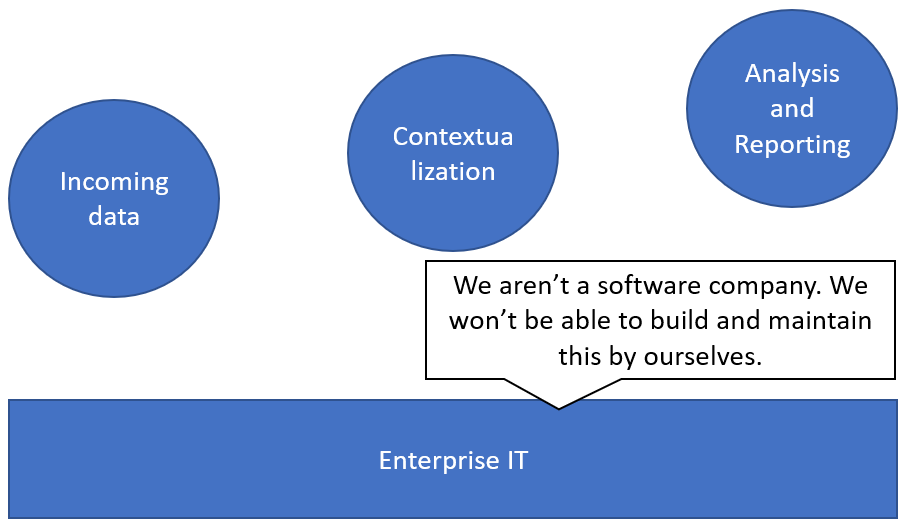 Incoming
data
Contextua
lization
Analysis
and
Reporting
We aren’t a software company. We
won’t be able to build and maintain
this by ourselves.
Enterprise IT